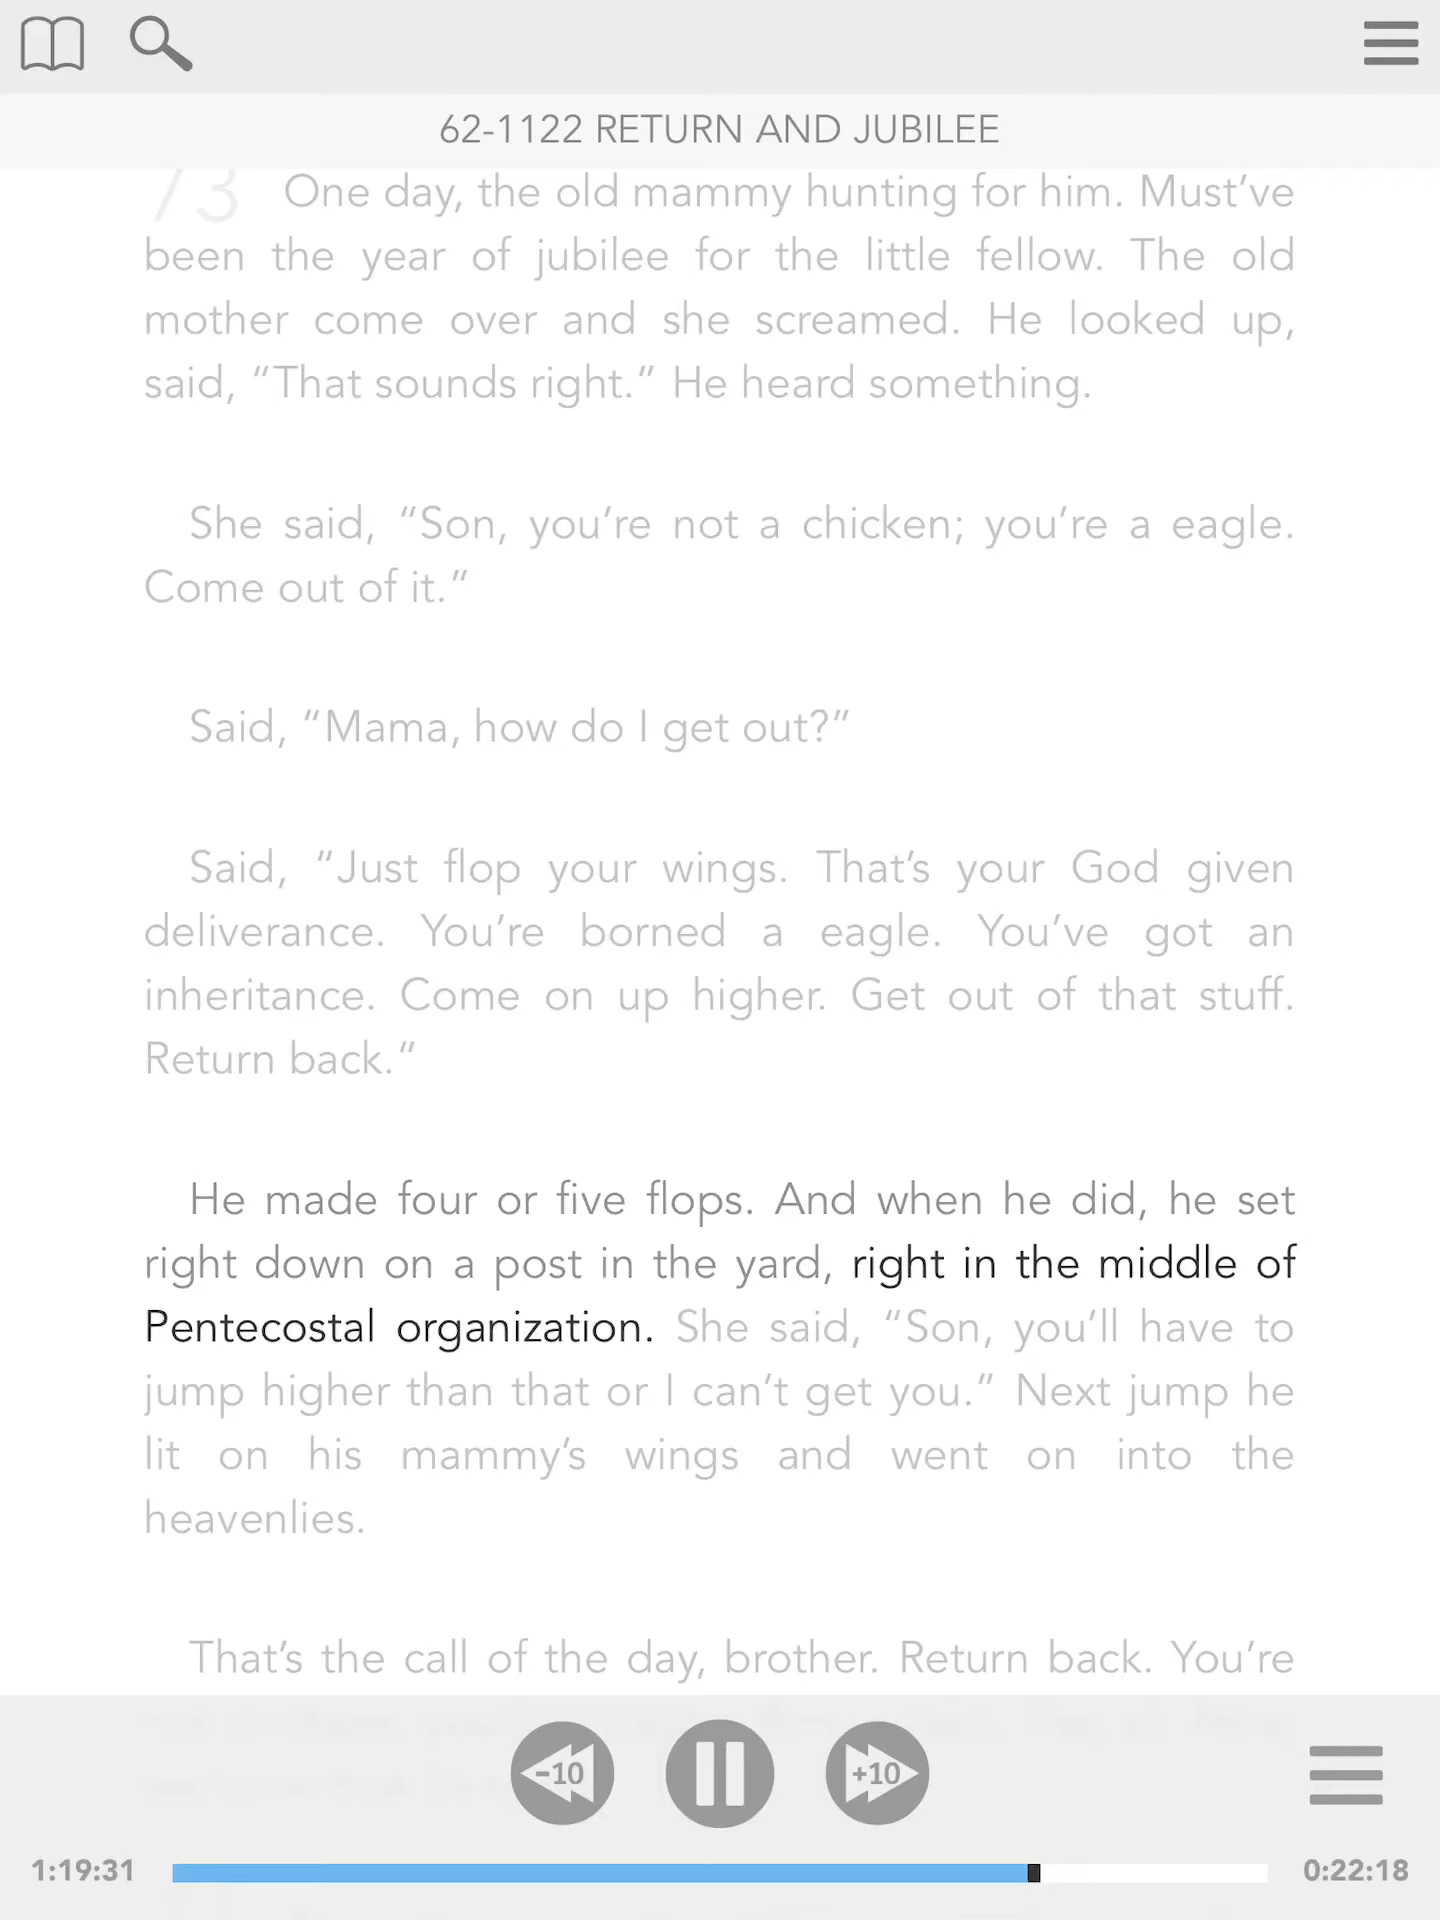 62-1122 RETURN AND JUBILEE
73 One day, the old mammy hunting for him. Must’ve
been the year of jubilee for the little fellow. The old
mother come over and she screamed. He looked up,
said, “That sounds right.” He heard something.
She said, “Son, you’re not a chicken; you’re a eagle.
Come out of it.”
Said, “Mama, how do I get out?”
Said, “Just flop your wings. That’s your God given
deliverance. You’re borned a eagle. You’ve got an
inheritance. Come on up higher. Get out of that stuff.
Return back.”
He made four or five flops. And when he did, he set
right down on a post in the yard, right in the middle of
Pentecostal organization. She said, “Son, you’ll have to
jump higher than that or I can’t get you.” Next jump he
lit on his mammy’s wings and went on into the
heavenlies.
That’s the call of the day, brother. Return back. You’re
-10 +10
1:19:31 0:22:18